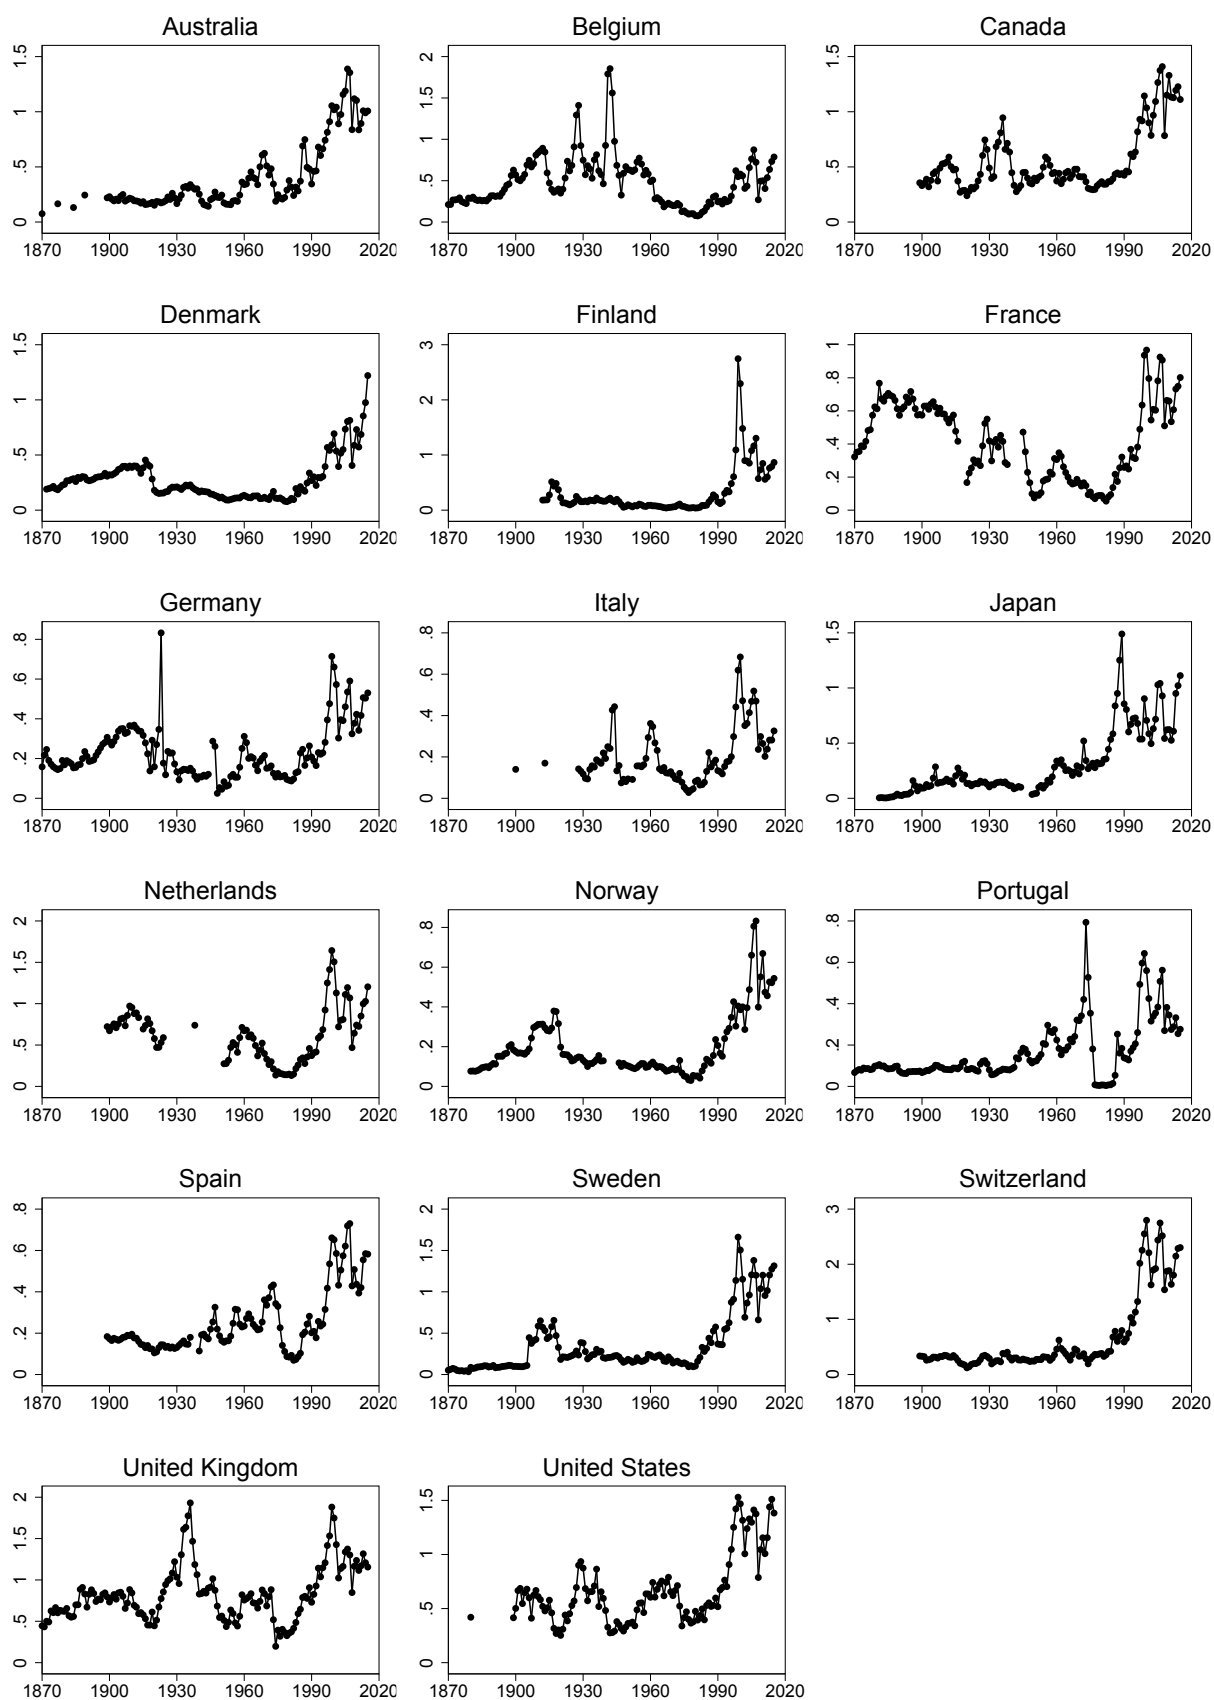 Australia Belgium Canada
0 .5 1 1.5
1870 1900 1930 1960 1990 2020
0 .5 1 1.5 2
1870 1900 1930 1960 1990 2020
0 .5 1 1.5
1870 1900 1930 1960 1990 2020
Denmark Finland France
0 .5 1 1.5
1870 1900 1930 1960 1990 2020
0 1 2 3
1870 1900 1930 1960 1990 2020
0 .2 .4 .6 .8 1
1870 1900 1930 1960 1990 2020
Germany Italy Japan
0 .2 .4 .6 .8
1870 1900 1930 1960 1990 2020
0 .2 .4 .6 .8
1870 1900 1930 1960 1990 2020
0 .5 1 1.5
1870 1900 1930 1960 1990 2020
Netherlands Norway Portugal
0 .5 1 1.5 2
1870 1900 1930 1960 1990 2020
0 .2 .4 .6 .8
1870 1900 1930 1960 1990 2020
0 .2 .4 .6 .8
1870 1900 1930 1960 1990 2020
Spain Sweden Switzerland
0 .2 .4 .6 .8
1870 1900 1930 1960 1990 2020
0 .5 1 1.5 2
1870 1900 1930 1960 1990 2020
0 1 2 3
1870 1900 1930 1960 1990 2020
United Kingdom United States
0 .5 1 1.5 2
1870 1900 1930 1960 1990 2020
0 .5 1 1.5
1870 1900 1930 1960 1990 2020